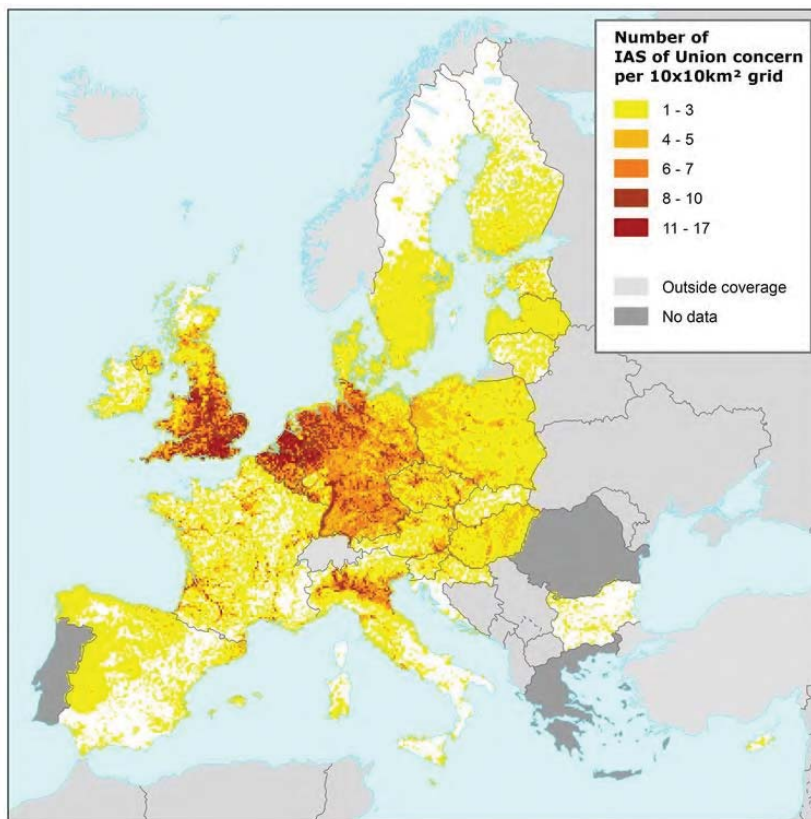 Number of
IAS of Union concern
per 10x10km² grid
1 - 3
4 - 5
6 - 7
8 - 10
11 - 17
Outside coverage
No data